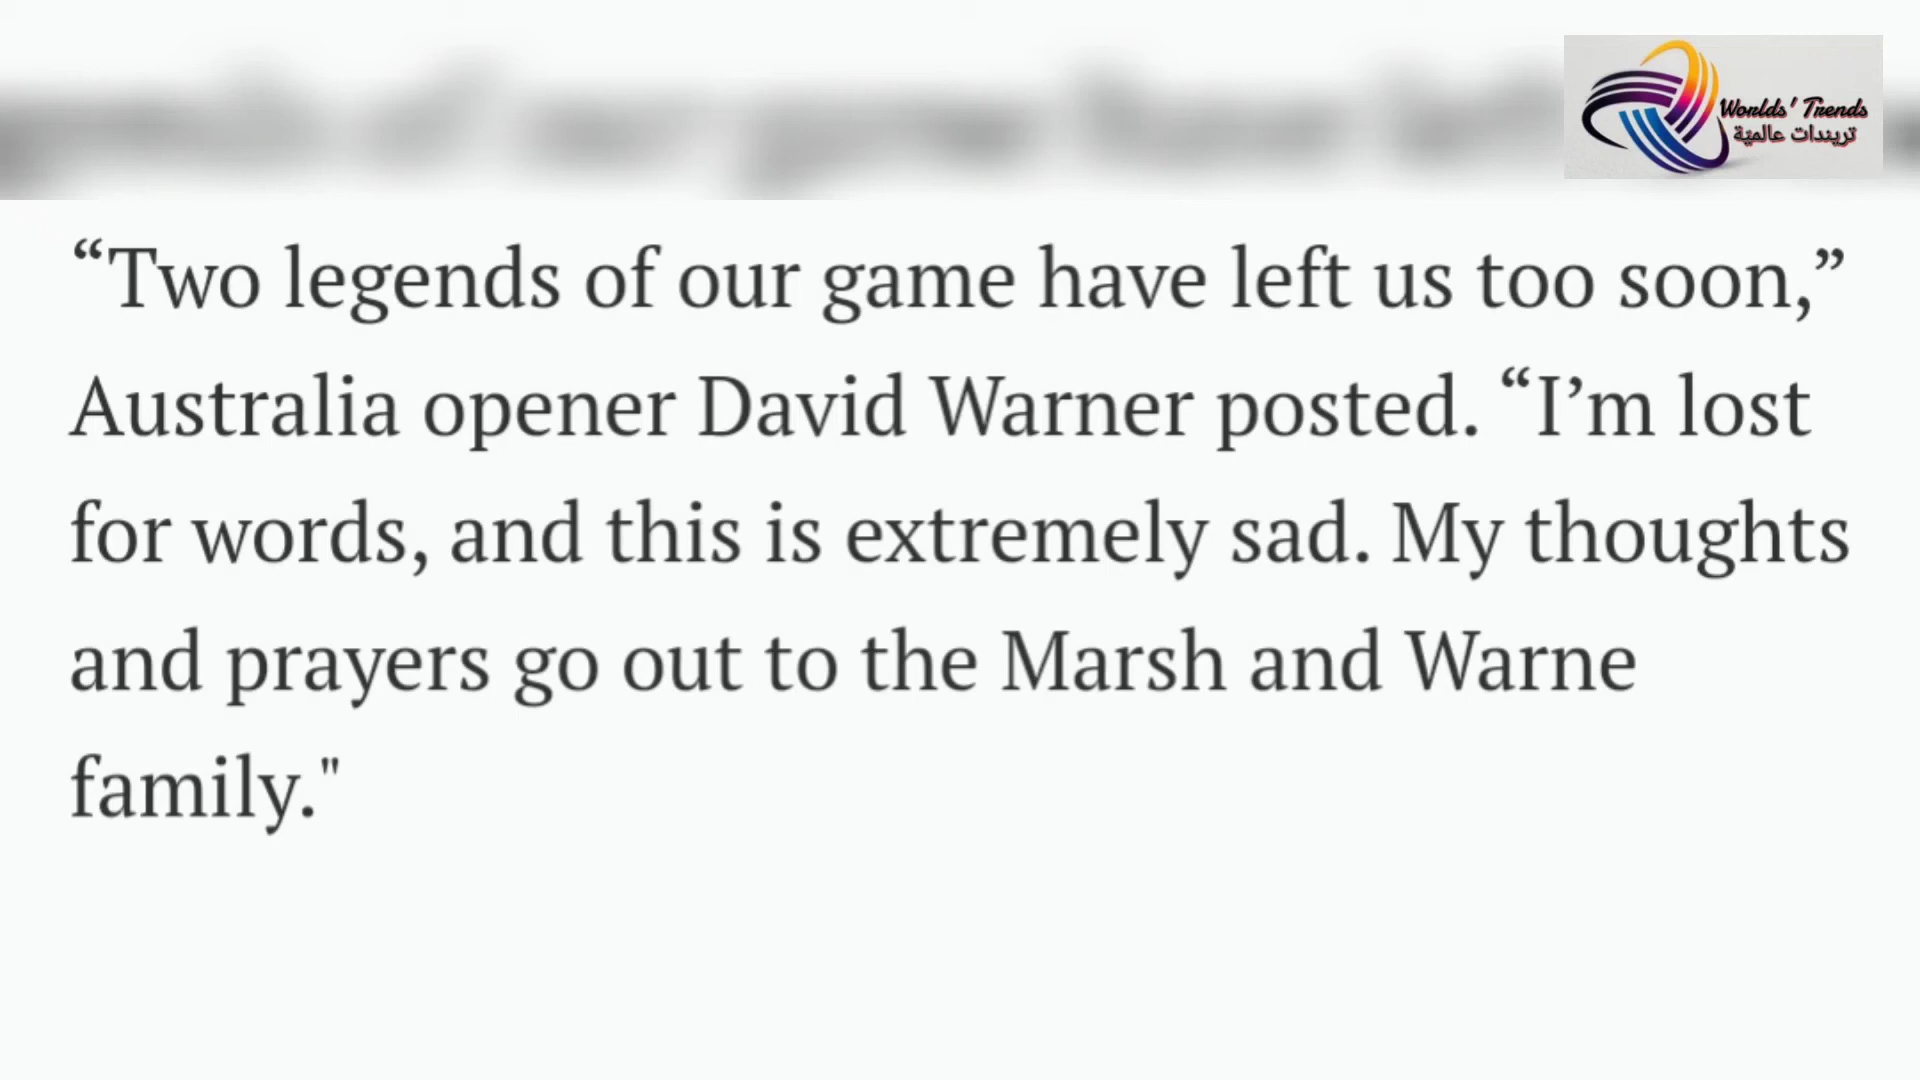 Worlds' Trends
تريندات عالميّة
“Two legends of our game have left us too soon,”
Australia opener David Warner posted. “I’m lost
for words, and this is extremely sad. My thoughts
and prayers go out to the Marsh and Warne
family."